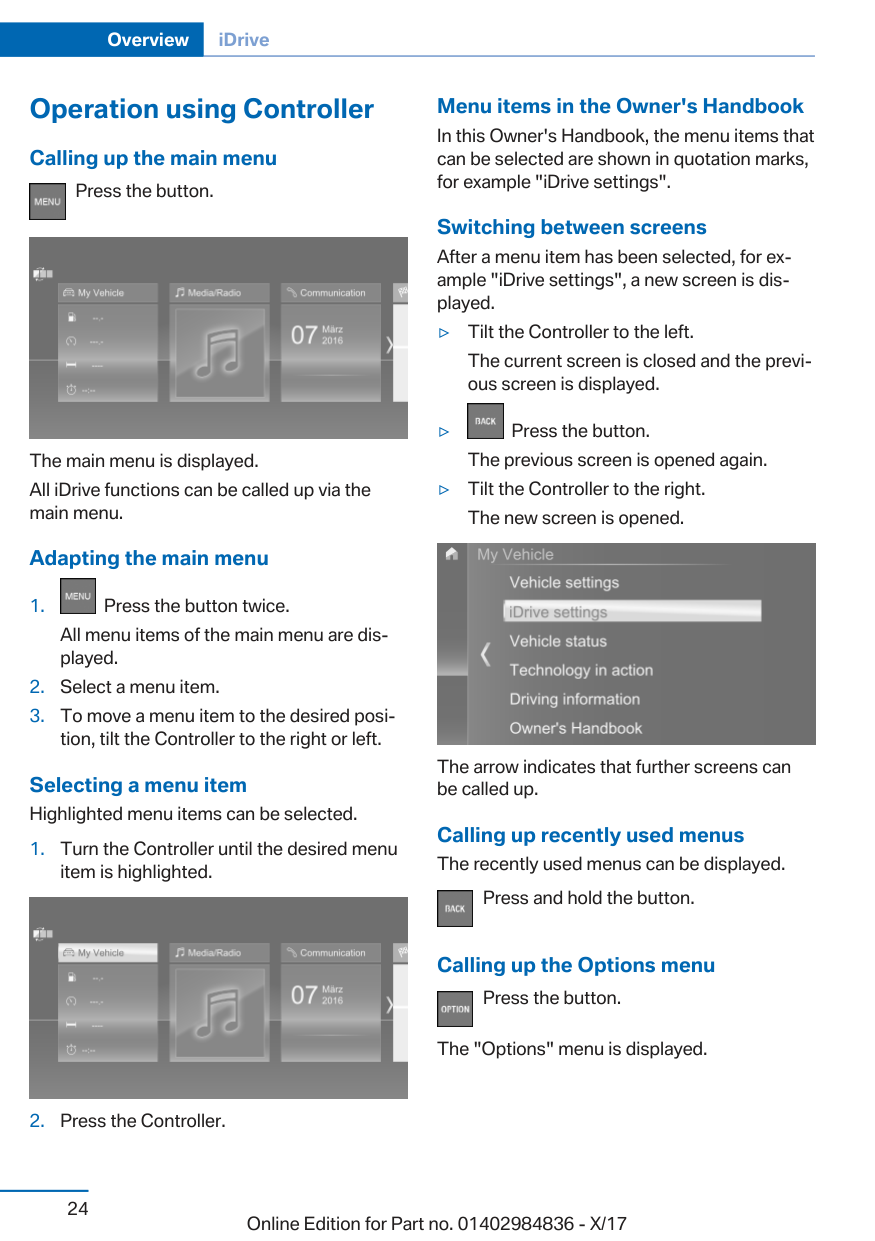 Overview iDrive
Operation using Controller
Calling up the main menu
MENU Press the button.
My Vehicle Media/Radio Communication
--.-
07 März
2016
---.-
----
--:--
The main menu is displayed.
All iDrive functions can be called up via the
main menu.
Adapting the main menu
1. MENU Press the button twice.
All menu items of the main menu are dis-
played.
2. Select a menu item.
3. To move a menu item to the desired posi-
tion, tilt the Controller to the right or left.
Selecting a menu item
Highlighted menu items can be selected.
1. Turn the Controller until the desired menu
item is highlighted.
My Vehicle Media/Radio Communication
--.-
07 März
2016
---.-
----
--:--
2. Press the Controller.
Menu items in the Owner's Handbook
In this Owner's Handbook, the menu items that
can be selected are shown in quotation marks,
for example "iDrive settings".
Switching between screens
After a menu item has been selected, for ex-
ample "iDrive settings", a new screen is dis-
played.
▷ Tilt the Controller to the left.
The current screen is closed and the previ-
ous screen is displayed.
▷ BACK Press the button.
The previous screen is opened again.
▷ Tilt the Controller to the right.
The new screen is opened.
My Vehicle
Vehicle settings
iDrive settings
Vehicle status
Technology in action
Driving information
Owner's Handbook
The arrow indicates that further screens can
be called up.
Calling up recently used menus
The recently used menus can be displayed.
BACK Press and hold the button.
Calling up the Options menu
OPTION Press the button.
The "Options" menu is displayed.
24
Online Edition for Part no. 01402984836 - X/17